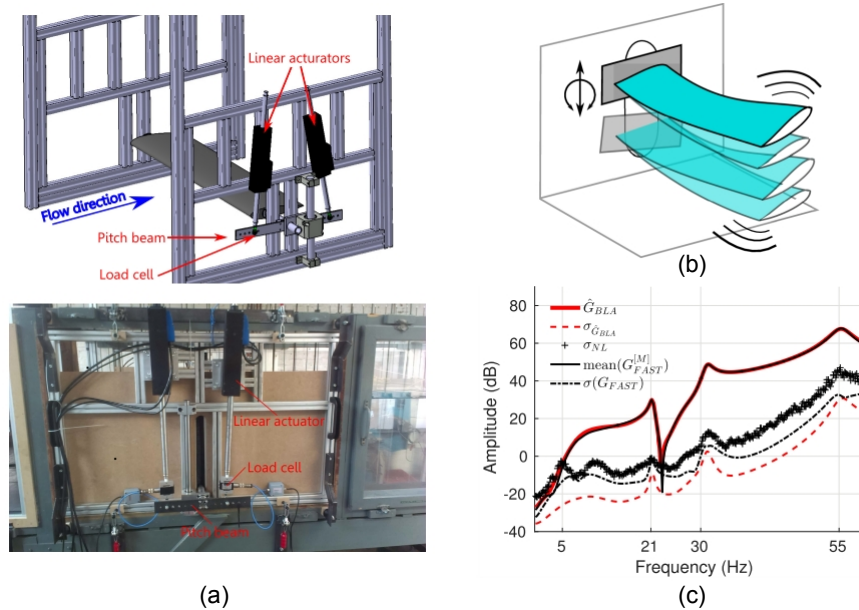 Linear acturators
Flow direction
Pitch beam
Load cell
Linear actuator
Load cell
Pitch beam
(a)
(b)
Ĝ_BLA
σ_Ĝ_BLA
σ_NL
mean(G_FAST^[M])
σ(G_FAST)
80
60
40
20
0
-20
-40
Amplitude (dB)
5 21 30 55
Frequency (Hz)
(c)